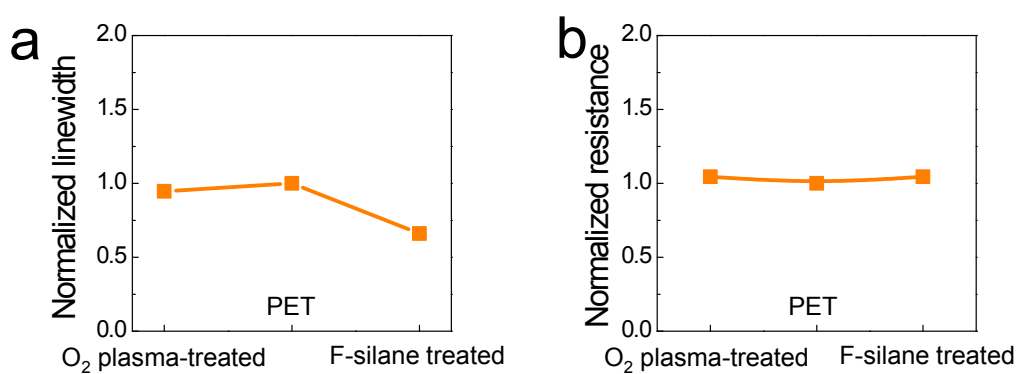 a
Normalized linewidth
2.0
1.5
1.0
0.5
0.0
PET
O₂ plasma-treated
F-silane treated
b
Normalized resistance
2.0
1.5
1.0
0.5
0.0
PET
O₂ plasma-treated
F-silane treated